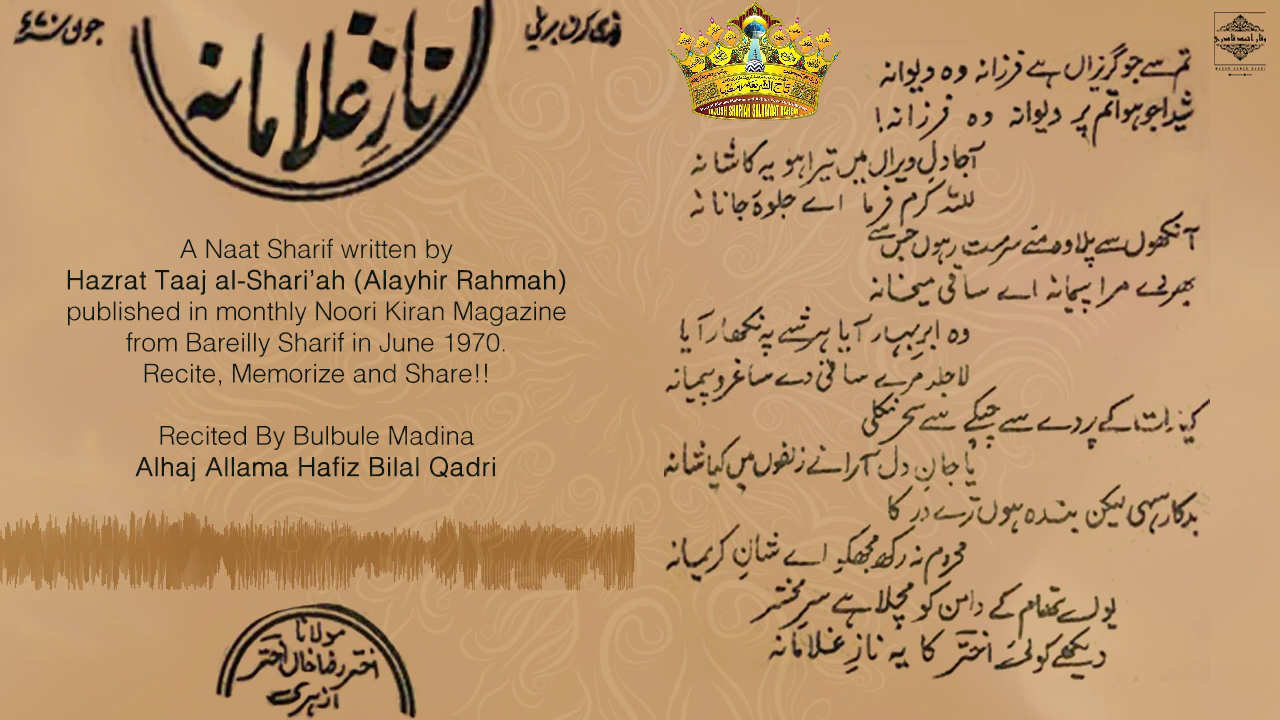 جون ۱۹۷۰ء
نوری کرن بریلی
نازِ غلامانہ
A Naat Sharif written by
Hazrat Taaj al-Shari’ah (Alayhir Rahmah)
published in monthly Noori Kiran Magazine
from Bareilly Sharif in June 1970.
Recite, Memorize and Share!!
Recited By Bulbule Madina
Alhaj Allama Hafiz Bilal Qadri
مولانا
اختر رضا خاں اختر
ازہری
تم سے جو گریزاں ہے فرزانہ وہ دیوانہ
شیدا جو ہوا تم پر دیوانہ وہ فرزانہ!
آجا دلِ ویراں میں تیرا ہو یہ کاشانہ
للہ کرم فرما اے جلوۂ جانانہ
آنکھوں سے پلا وہ مئے سرمست رہوں جس سے
بھر دے مرا پیمانہ اے ساقیِ میخانہ
وہ ابرِ بہار آیا ہر شے پہ نکھار آیا
لا جلد مرے ساقی دے ساغر و پیمانہ
کیا رات کے پردے سے چپکے سے سحر نکلی
یا جانِ دل آرا نے زلفوں میں کیا شانہ
بدکار سہی لیکن بندہ ہوں ترے در کا
محروم نہ رکھ مجھکو اے شانِ کریمانہ
یوں لے تھام کے دامن کو مچلا ہے سرِ محشر
دیکھے کوئی اخترؔ کا یہ نازِ غلامانہ